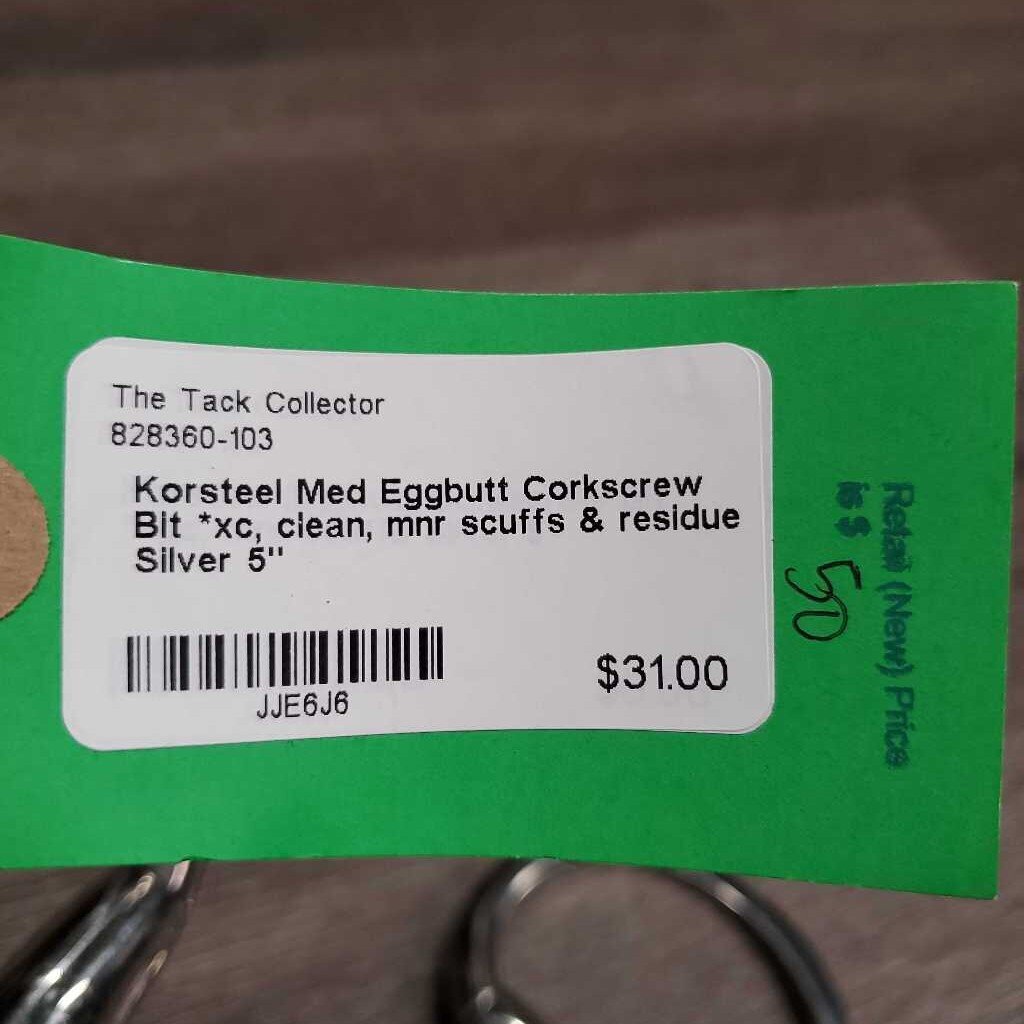 The Tack Collector
828360-103
Korsteel Med Eggbutt Corkscrew
Bit *xc, clean, mnr scuffs & residue
Silver 5"
JJE6J6
$31.00
Retail (New) Price
is $
50